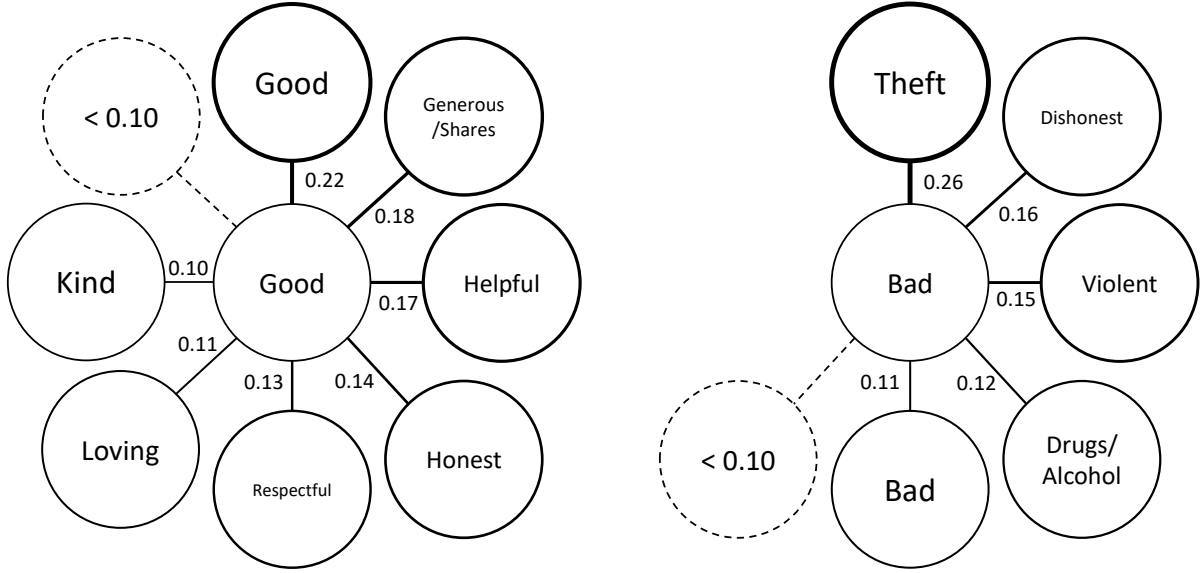 Good
< 0.10
Generous
/Shares
0.22
0.18
Kind
0.10
Good
0.17
Helpful
0.11
0.13
0.14
Loving
Respectful
Honest
Theft
Dishonest
0.26
0.16
Bad
0.15
Violent
0.11
0.12
< 0.10
Bad
Drugs/
Alcohol